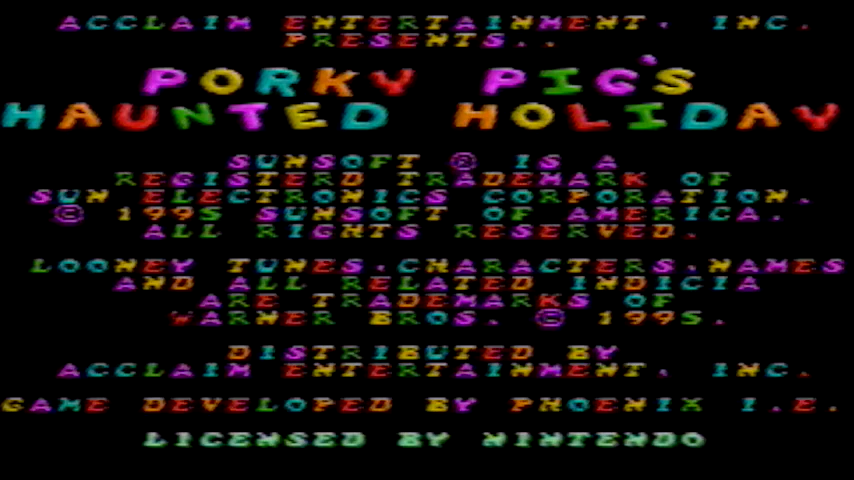 ACCLAIM ENTERTAINMENT. INC.
PRESENTS..
PORKY PIG'S
HAUNTED HOLIDAY
SUNSOFT ® IS A
REGISTERD TRADEMARK OF
SUN ELECTRONICS CORPORATION.
© 1995 SUNSOFT OF AMERICA.
ALL RIGHTS RESERVED.
LOONEY TUNES.CHARACTERS.NAMES
AND ALL RELATED INDICIA
ARE TRADEMARKS OF
WARNER BROS. © 1995.
DISTRIBUTED BY
ACCLAIM ENTERTAINMENT. INC.
GAME DEVELOPED BY PHOENIX I.E.
LICENSED BY NINTENDO